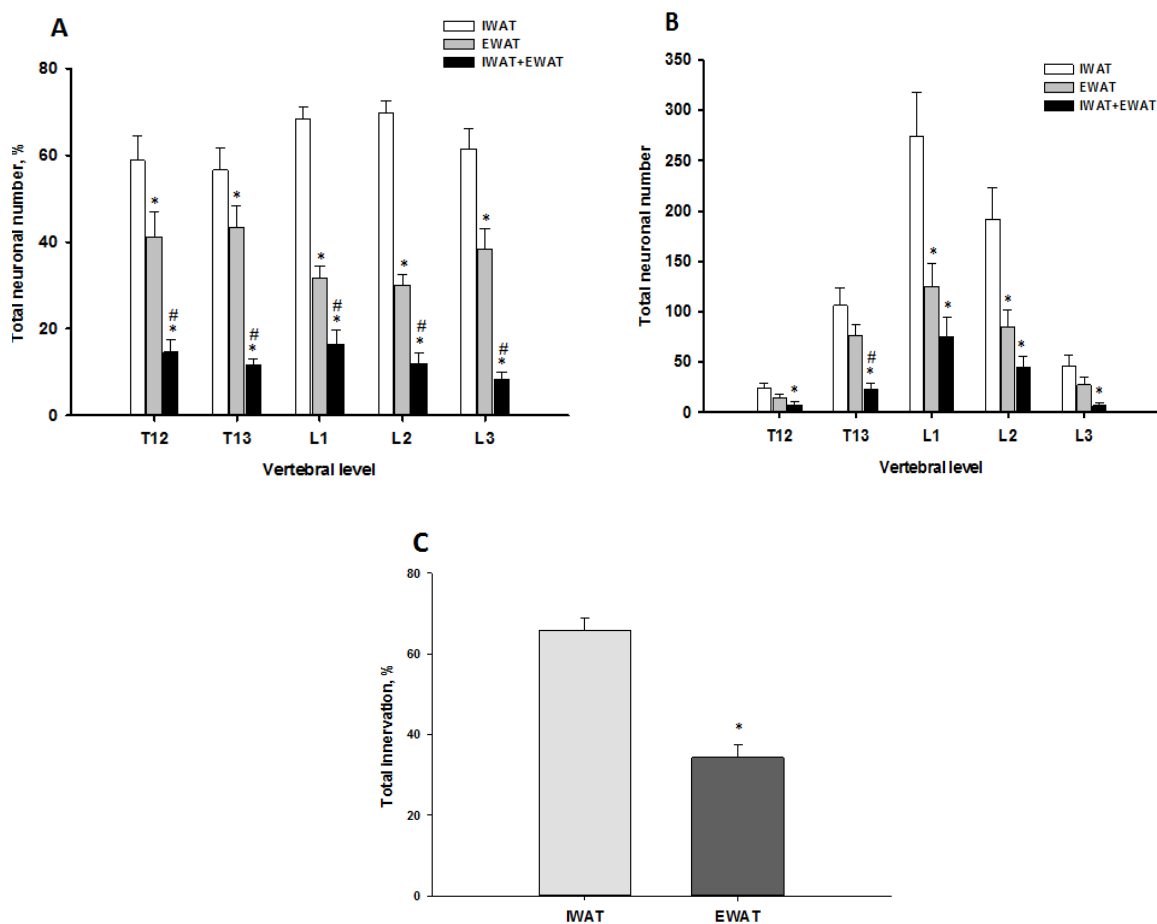 A
IWAT
EWAT
IWAT+EWAT
Total neuronal number, %
80
60
40
20
0
* * * * *
# # # # #
* * * * *
T12 T13 L1 L2 L3
Vertebral level
B
IWAT
EWAT
IWAT+EWAT
Total neuronal number
350
300
250
200
150
100
50
0
* * * # * * * * *
T12 T13 L1 L2 L3
Vertebral level
C
Total innervation, %
80
60
40
20
0
*
IWAT EWAT